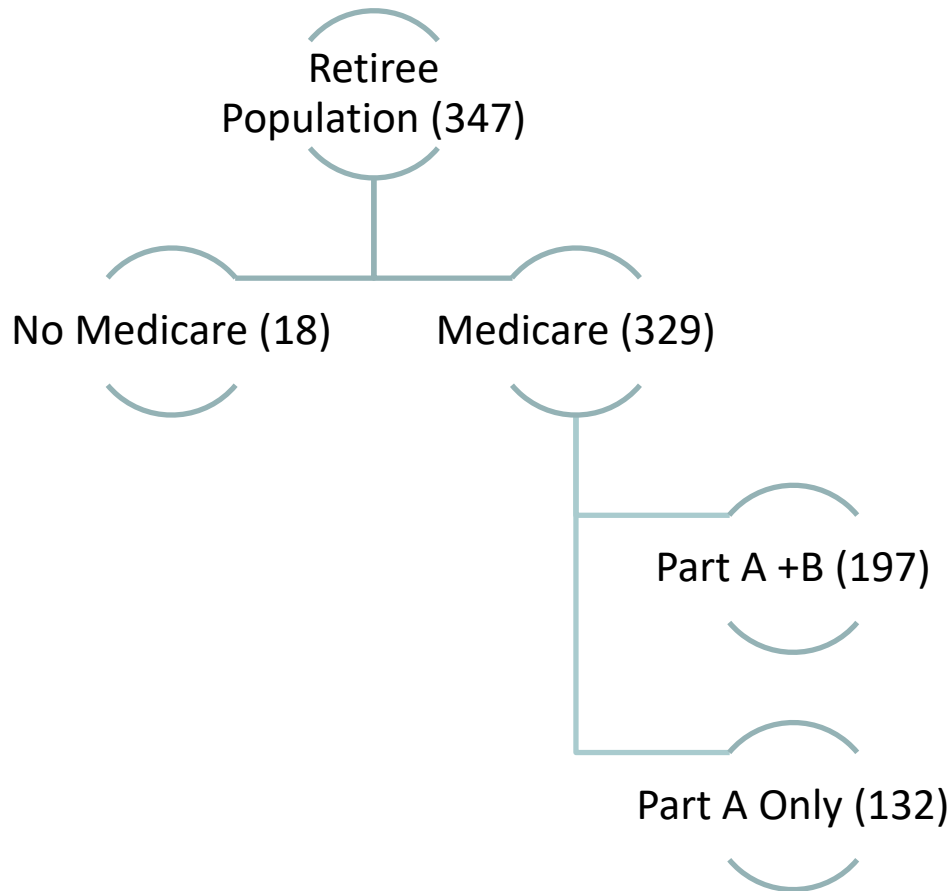 Retiree
Population (347)
No Medicare (18)
Medicare (329)
Part A +B (197)
Part A Only (132)